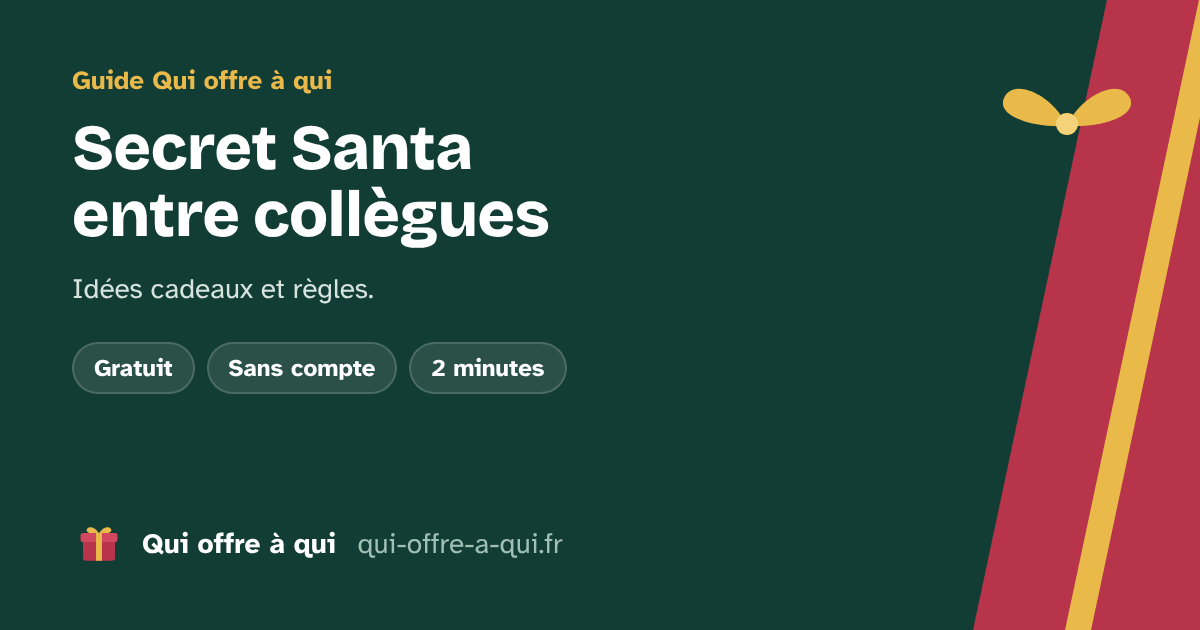 Guide Qui offre à qui
Secret Santa
entre collègues
Idées cadeaux et règles.
Gratuit Sans compte 2 minutes
Qui offre à qui qui-offre-a-qui.fr